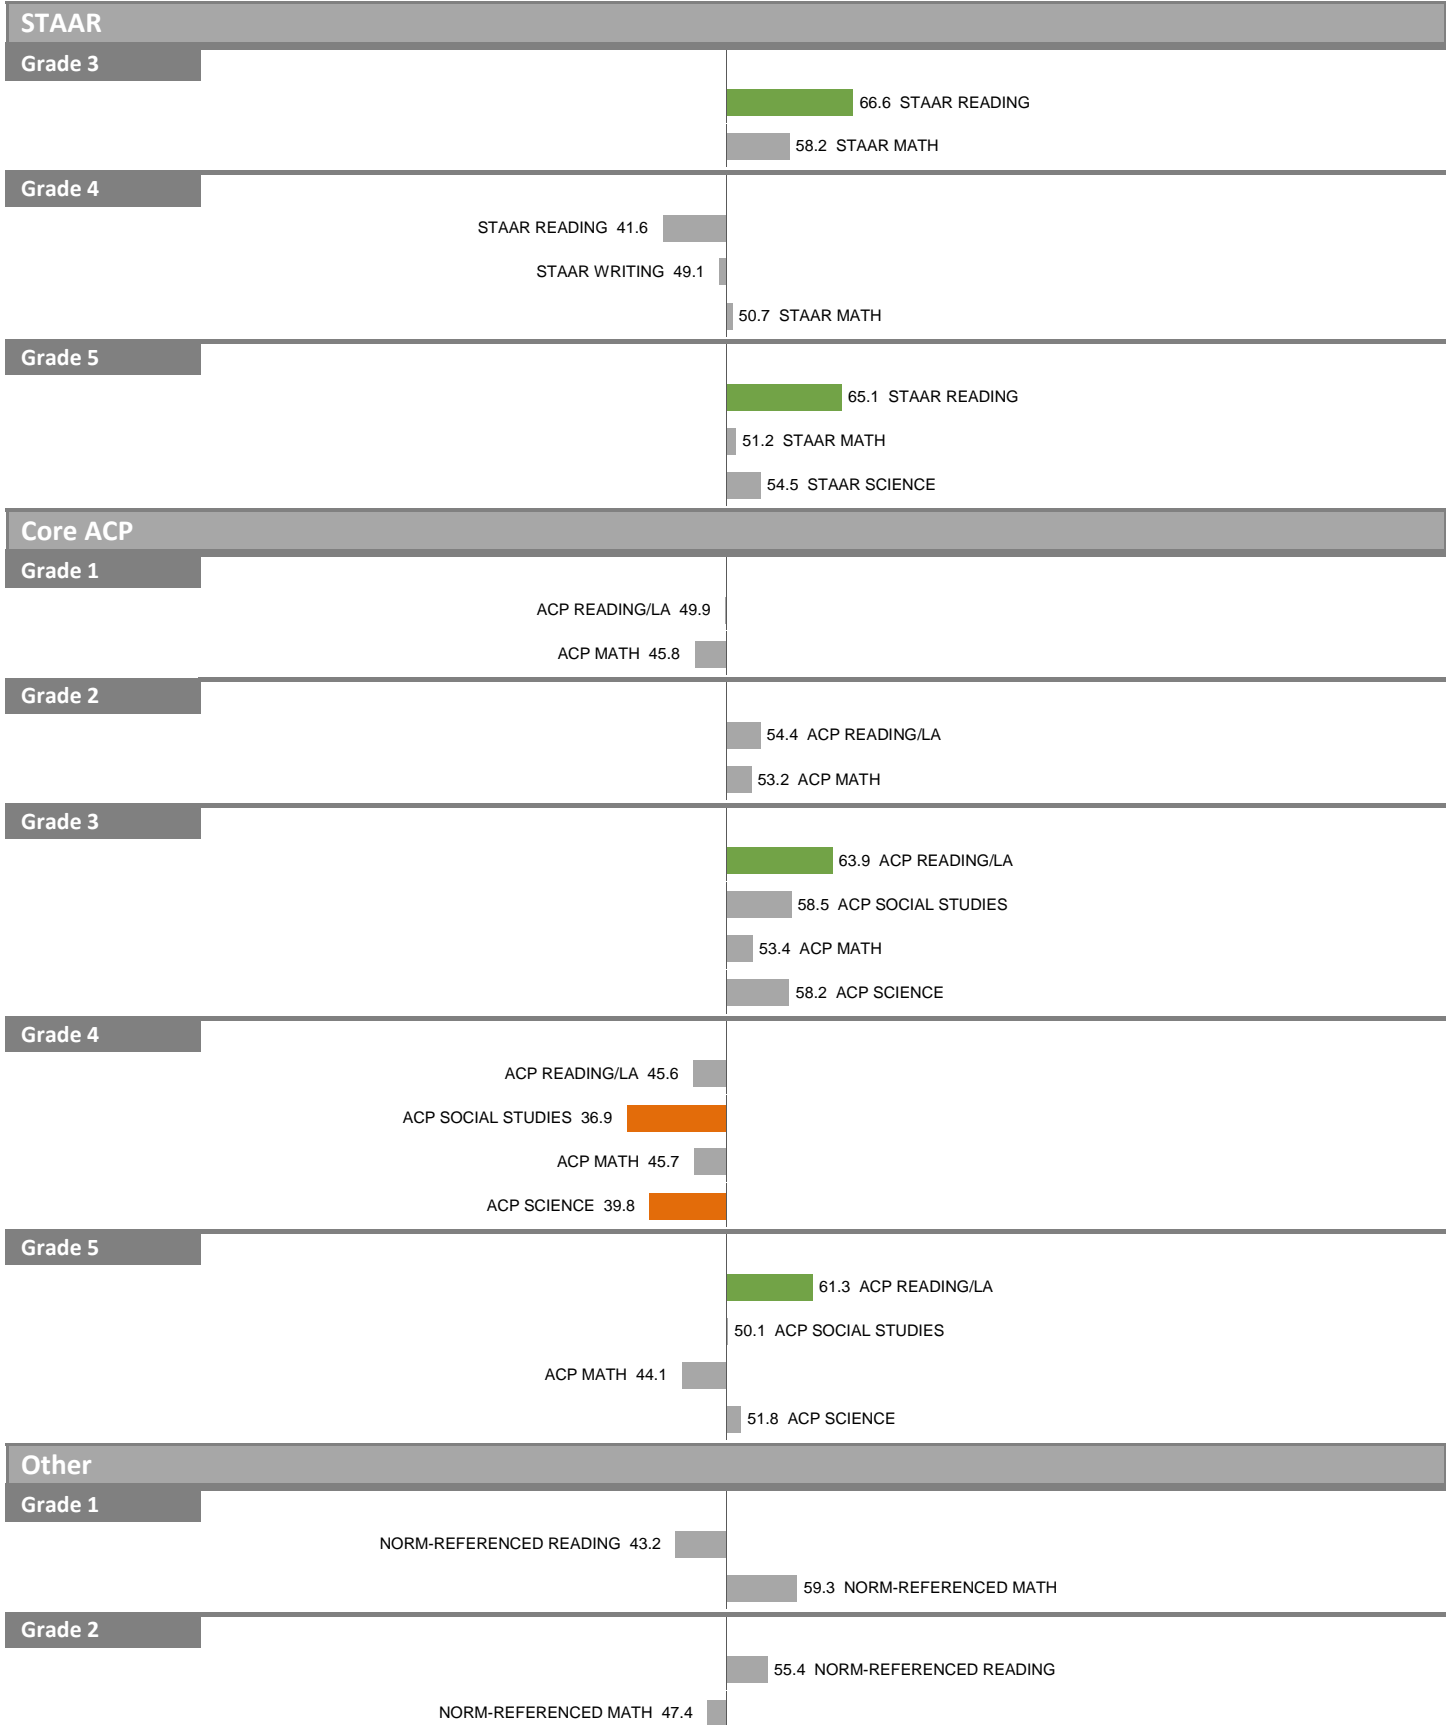 STAAR
Grade 3
66.6 STAAR READING
58.2 STAAR MATH
Grade 4
STAAR READING 41.6
STAAR WRITING 49.1
50.7 STAAR MATH
Grade 5
65.1 STAAR READING
51.2 STAAR MATH
54.5 STAAR SCIENCE
Core ACP
Grade 1
ACP READING/LA 49.9
ACP MATH 45.8
Grade 2
54.4 ACP READING/LA
53.2 ACP MATH
Grade 3
63.9 ACP READING/LA
58.5 ACP SOCIAL STUDIES
53.4 ACP MATH
58.2 ACP SCIENCE
Grade 4
ACP READING/LA 45.6
ACP SOCIAL STUDIES 36.9
ACP MATH 45.7
ACP SCIENCE 39.8
Grade 5
61.3 ACP READING/LA
50.1 ACP SOCIAL STUDIES
ACP MATH 44.1
51.8 ACP SCIENCE
Other
Grade 1
NORM-REFERENCED READING 43.2
59.3 NORM-REFERENCED MATH
Grade 2
55.4 NORM-REFERENCED READING
NORM-REFERENCED MATH 47.4